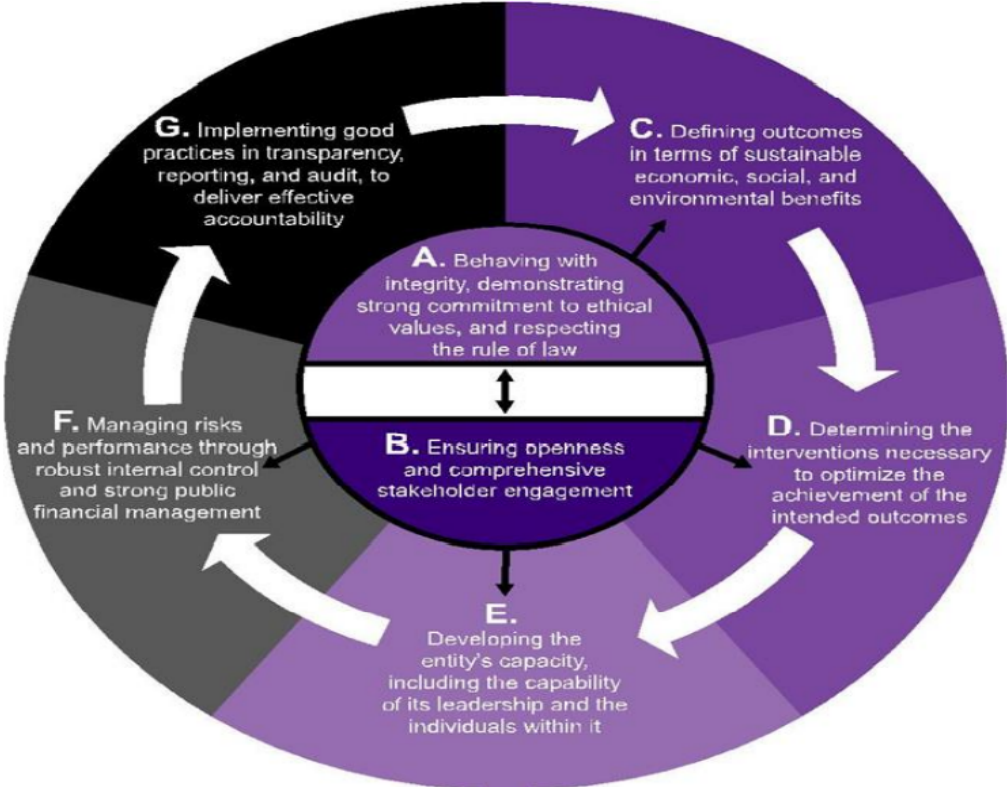 G. Implementing good
practices in transparency,
reporting, and audit, to
deliver effective
accountability
C. Defining outcomes
in terms of sustainable
economic, social, and
environmental benefits
A. Behaving with
integrity, demonstrating
strong commitment to ethical
values, and respecting
the rule of law
B. Ensuring openness
and comprehensive
stakeholder engagement
D. Determining the
interventions necessary
to optimize the
achievement of the
intended outcomes
E.
Developing the
entity's capacity,
including the capability
of its leadership and the
individuals within it
F. Managing risks
and performance through
robust internal control
and strong public
financial management